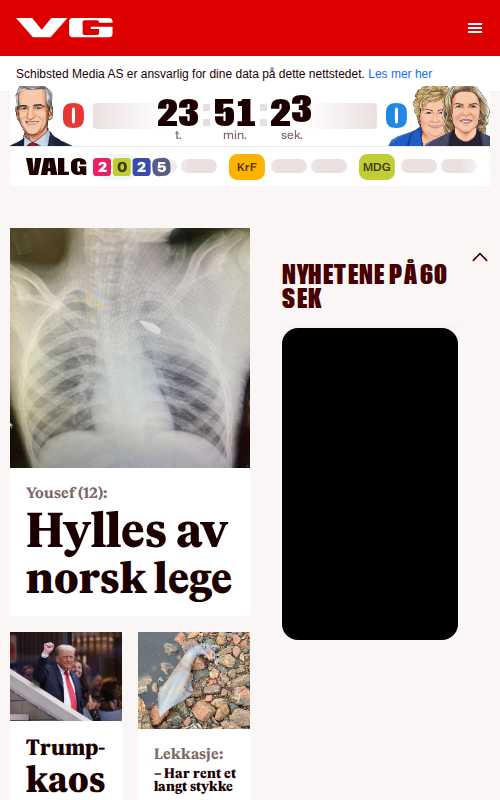 VG
Schibsted Media AS er ansvarlig for dine data på dette nettstedet. Les mer her
0 23 : 51 : 23 0
t. min. sek.
VALG 2025 KrF MDG
Yousef (12):
Hylles av
norsk lege
NYHETENE PÅ 60
SEK
Trump-
kaos
Lekkasje:
– Har rent et
langt stykke